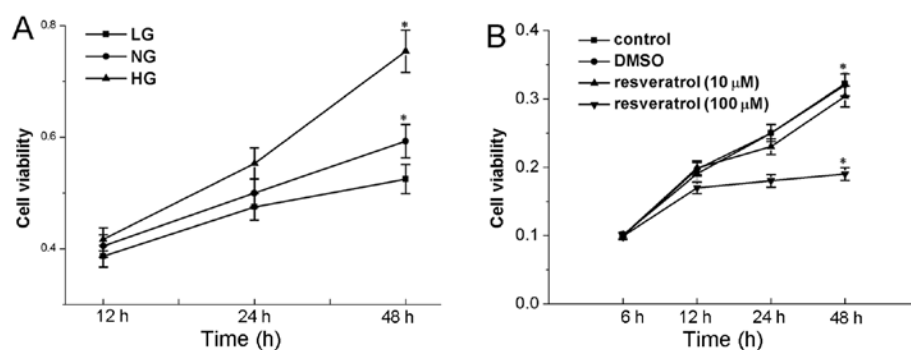 A
LG
NG
HG
*
*
0.8
0.6
0.4
Cell viability
12 h 24 h 48 h
Time (h)
B
control
DMSO
resveratrol (10 μM)
resveratrol (100 μM)
*
*
0.4
0.3
0.2
0.1
0.0
Cell viability
6 h 12 h 24 h 48 h
Time (h)